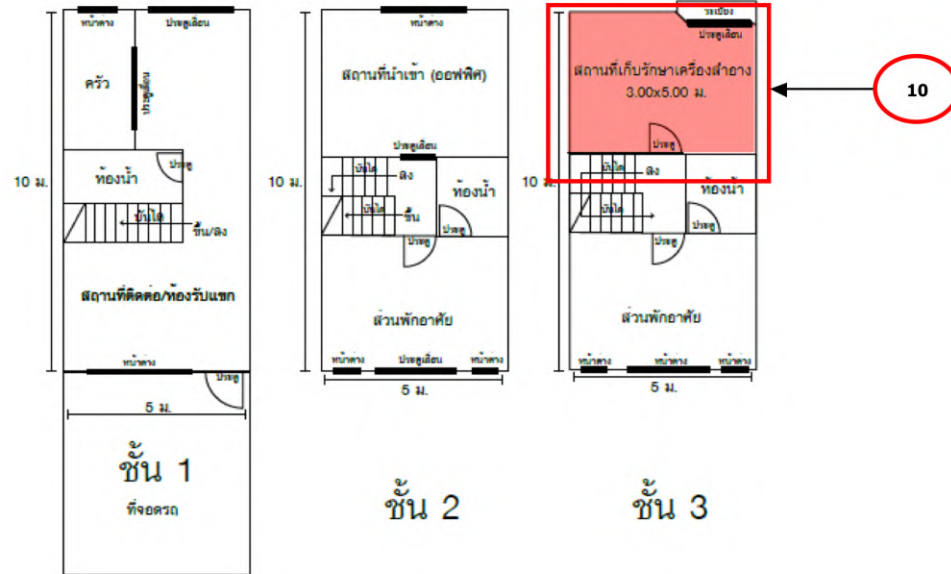 หน้าต่าง
ประตูเลื่อน
ครัว
ประตูเลื่อน
ห้องน้ำ
ประตู
10 ม.
บันได
ขึ้น/ลง
สถานที่ติดต่อ/ห้องรับแขก
หน้าต่าง
ประตู
5 ม.
ชั้น 1
ที่จอดรถ
หน้าต่าง
สถานที่นำเข้า (ออฟฟิศ)
ประตูเลื่อน
บันได
ลง
10 ม.
ห้องน้ำ
บันได
ขึ้น
ประตู
ประตู
ส่วนพักอาศัย
หน้าต่าง
ประตูเลื่อน
หน้าต่าง
5 ม.
ชั้น 2
ระเบียง
ประตูเลื่อน
สถานที่เก็บรักษาเครื่องสำอาง
3.00x5.00 ม.
10
ประตู
บันได
ลง
10 ม.
ห้องน้ำ
บันได
ประตู
ประตู
ส่วนพักอาศัย
หน้าต่าง
หน้าต่าง
หน้าต่าง
5 ม.
ชั้น 3